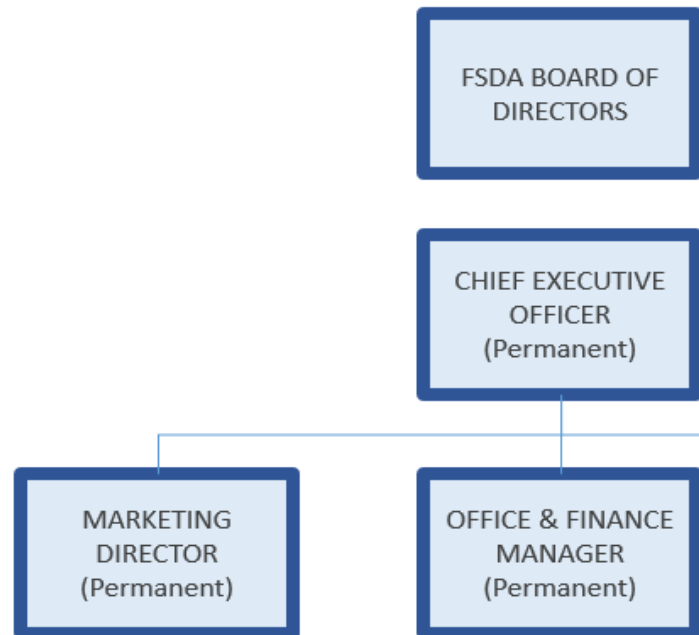 FSDA BOARD OF
DIRECTORS
CHIEF EXECUTIVE
OFFICER
(Permanent)
MARKETING
DIRECTOR
(Permanent)
OFFICE & FINANCE
MANAGER
(Permanent)